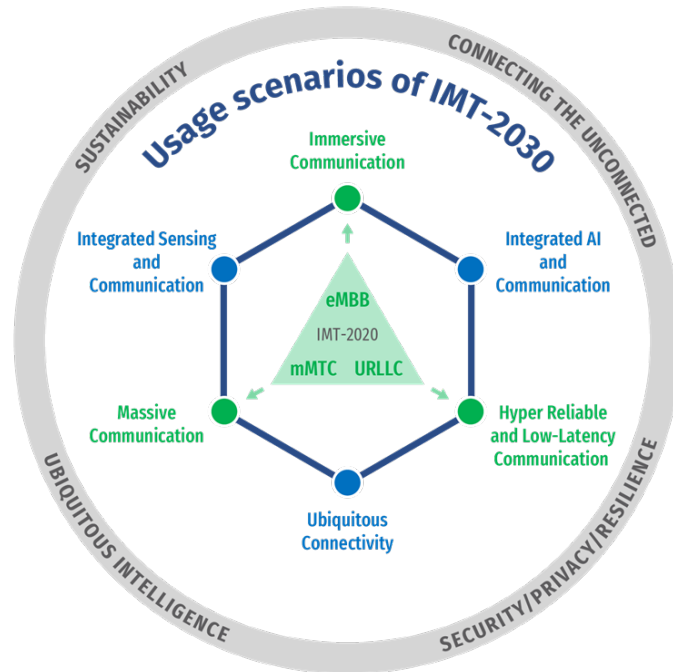 SUSTAINABILITY
CONNECTING THE UNCONNECTED
Usage scenarios of IMT-2030
Immersive
Communication
Integrated Sensing
and
Communication
Integrated AI
and
Communication
eMBB
IMT-2020
mMTC URLLC
Massive
Communication
Hyper Reliable
and Low-Latency
Communication
Ubiquitous
Connectivity
UBIQUITOUS INTELLIGENCE
SECURITY/PRIVACY/RESILIENCE